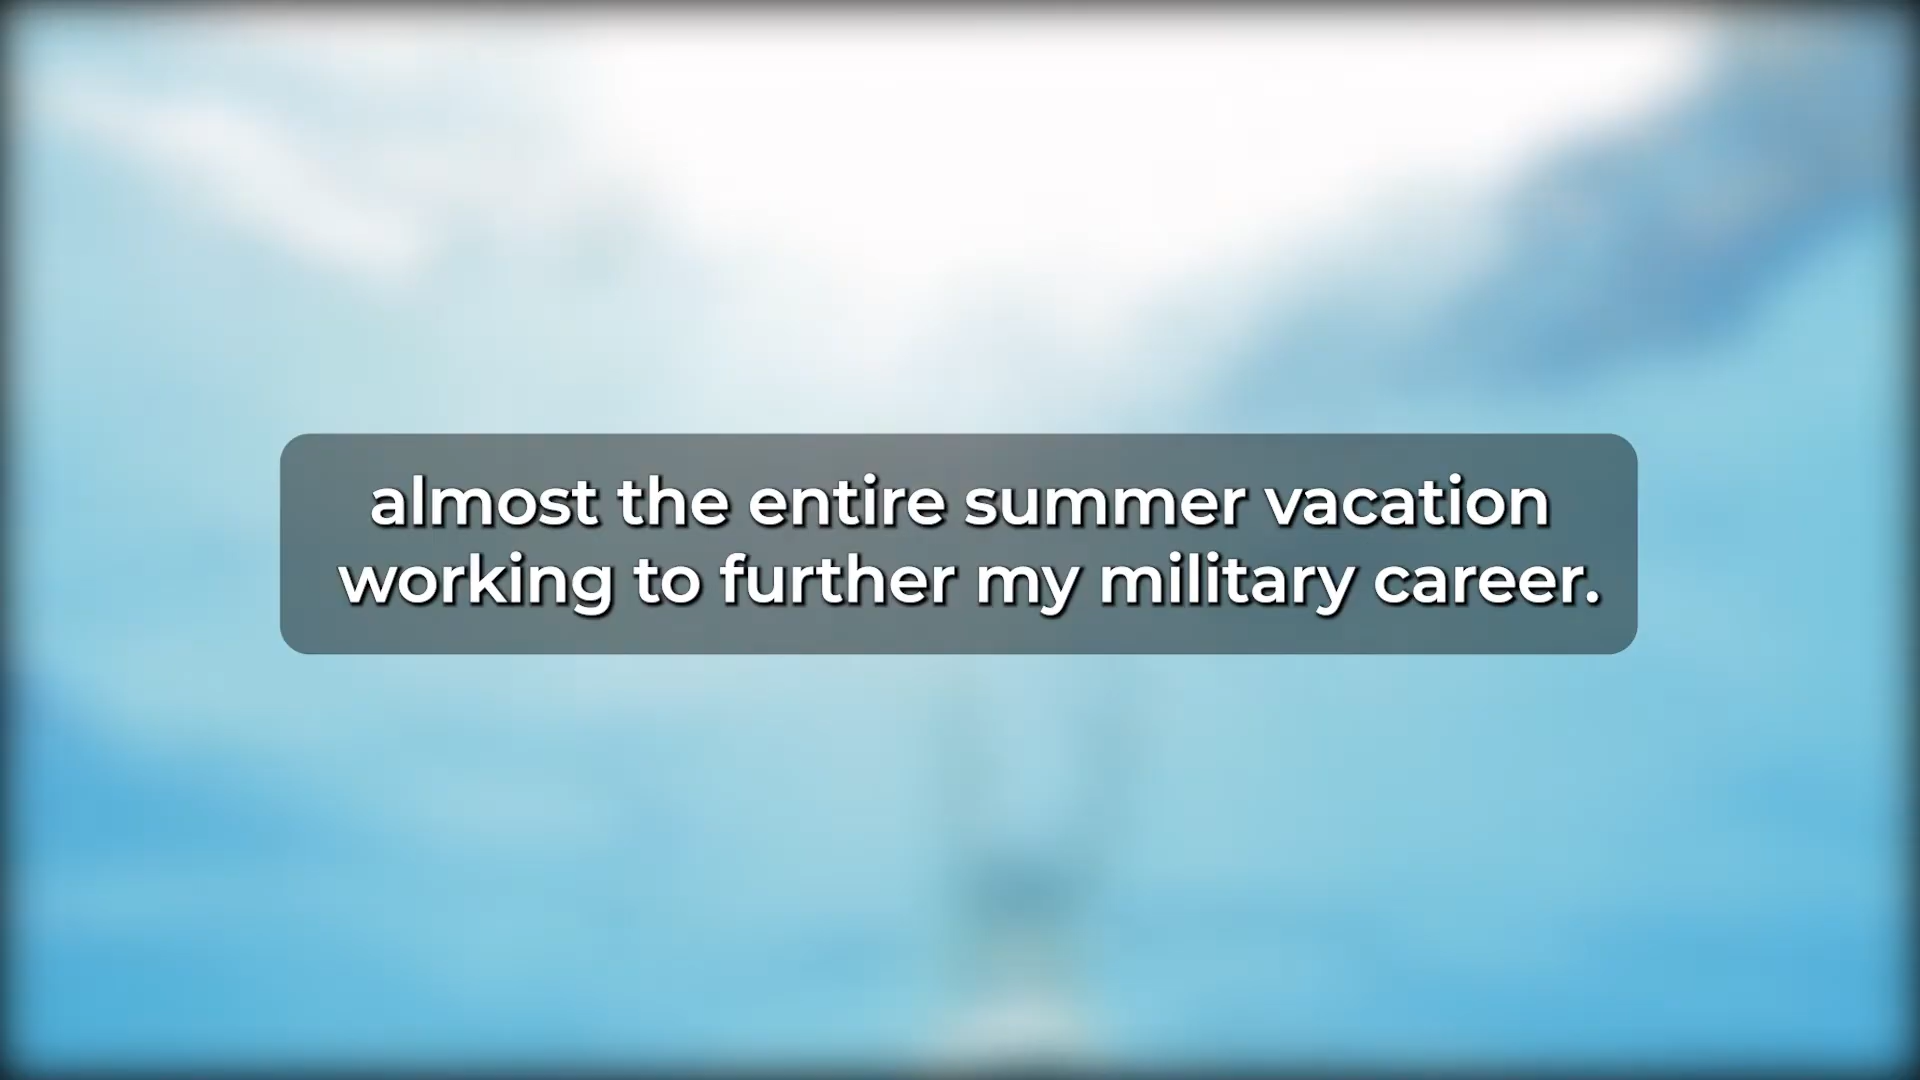 almost the entire summer vacation
working to further my military career.